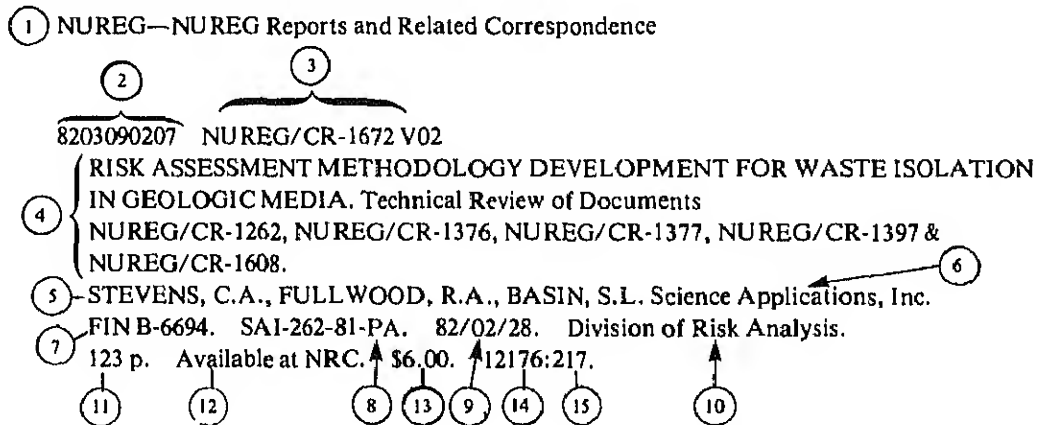 1 NUREG—NUREG Reports and Related Correspondence
2 3
8203090207 NUREG/CR-1672 V02
RISK ASSESSMENT METHODOLOGY DEVELOPMENT FOR WASTE ISOLATION
4 IN GEOLOGIC MEDIA. Technical Review of Documents
NUREG/CR-1262, NUREG/CR-1376, NUREG/CR-1377, NUREG/CR-1397 &
NUREG/CR-1608.
6
5 STEVENS, C.A., FULLWOOD, R.A., BASIN, S.L. Science Applications, Inc.
7 FIN B-6694. SAI-262-81-PA. 82/02/28. Division of Risk Analysis.
123 p. Available at NRC. $6.00. 12176:217.
11 12 8 13 9 14 15 10